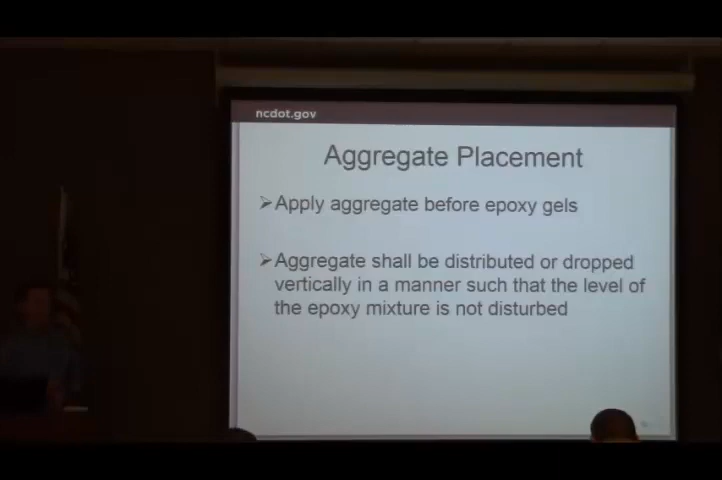 ncdot.gov
Aggregate Placement
➢Apply aggregate before epoxy gels
➢Aggregate shall be distributed or dropped
vertically in a manner such that the level of
the epoxy mixture is not disturbed